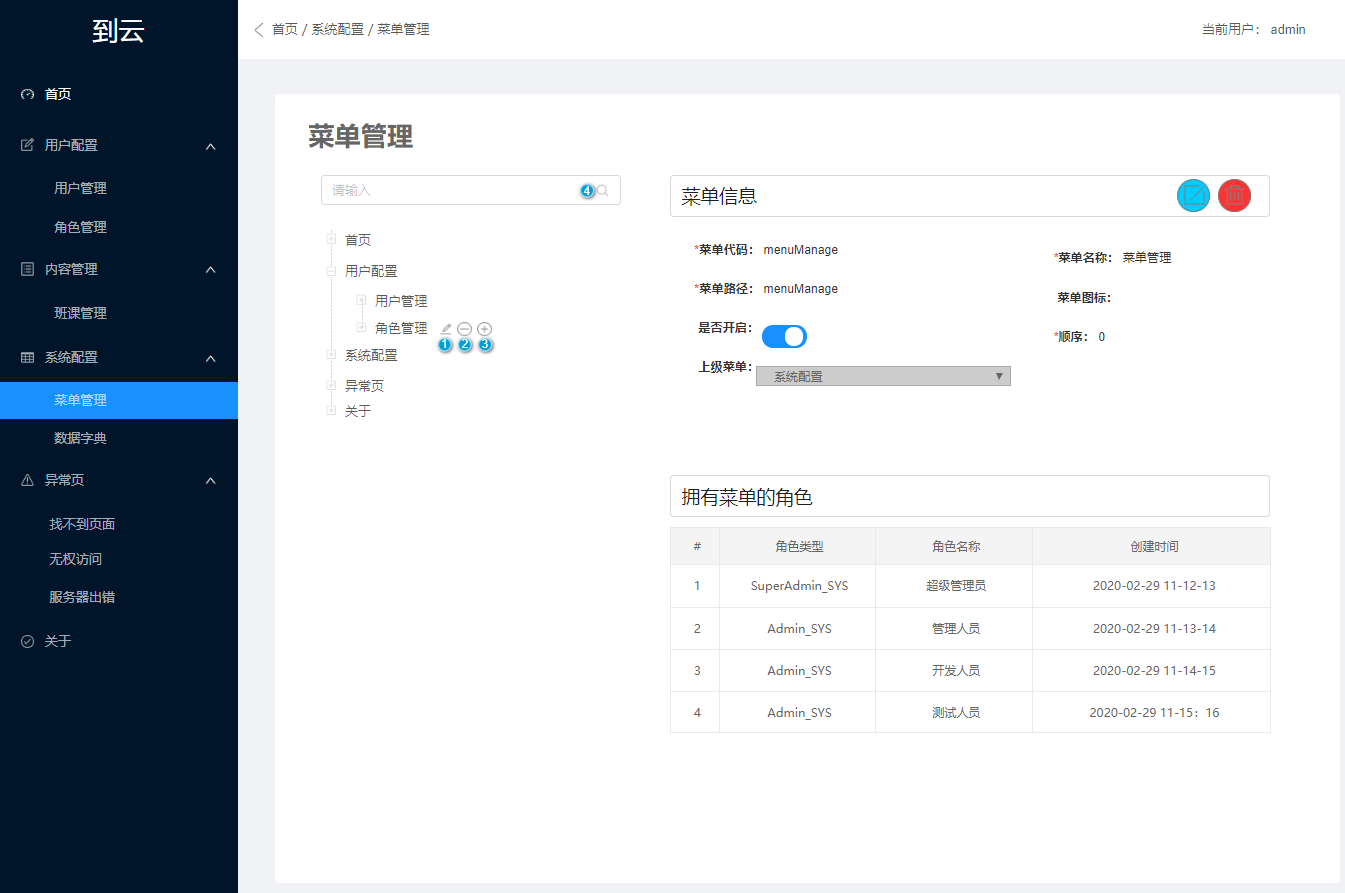 到云
首页
用户配置
用户管理
角色管理
内容管理
班课管理
系统配置
菜单管理
数据字典
异常页
找不到页面
无权访问
服务器出错
关于
首页 / 系统配置 / 菜单管理
当前用户： admin
菜单管理
请输入
4
首页
用户配置
用户管理
角色管理
1 2 3
系统配置
异常页
关于
菜单信息
*菜单代码： menuManage
*菜单名称： 菜单管理
*菜单路径： menuManage
菜单图标：
是否开启：
*顺序： 0
上级菜单： 系统配置
拥有菜单的角色
# 角色类型 角色名称 创建时间
1 SuperAdmin_SYS 超级管理员 2020-02-29 11-12-13
2 Admin_SYS 管理人员 2020-02-29 11-13-14
3 Admin_SYS 开发人员 2020-02-29 11-14-15
4 Admin_SYS 测试人员 2020-02-29 11-15：16